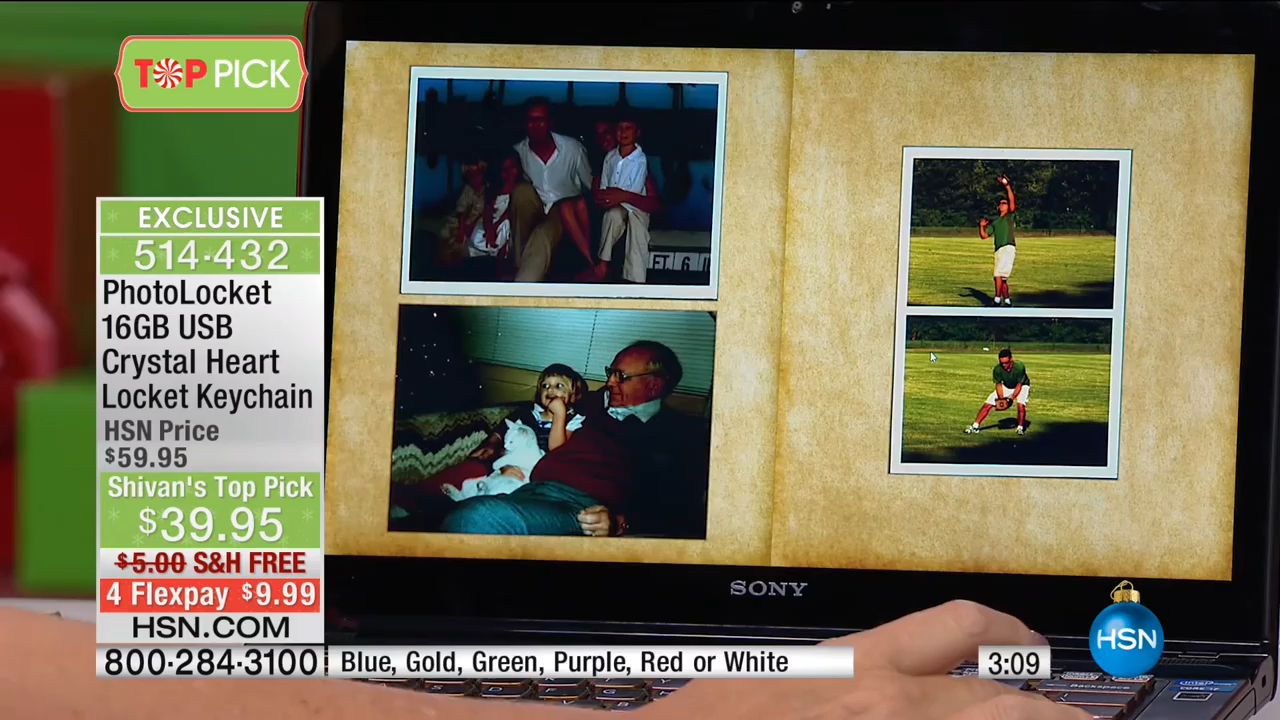 TOP PICK
EXCLUSIVE
514-432
PhotoLocket
16GB USB
Crystal Heart
Locket Keychain
HSN Price
$59.95
Shivan's Top Pick
$39.95
$5.00 S&H FREE
4 Flexpay $9.99
HSN.COM
800-284-3100
Blue, Gold, Green, Purple, Red or White
3:09
HSN
SONY
Backspace